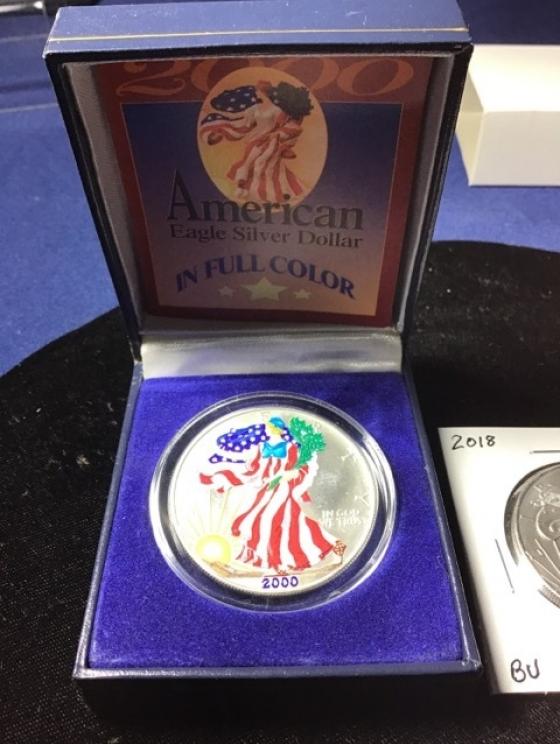 2000
American
Eagle Silver Dollar
IN FULL COLOR
IN GOD
WE TRUST
2000
2018
BU